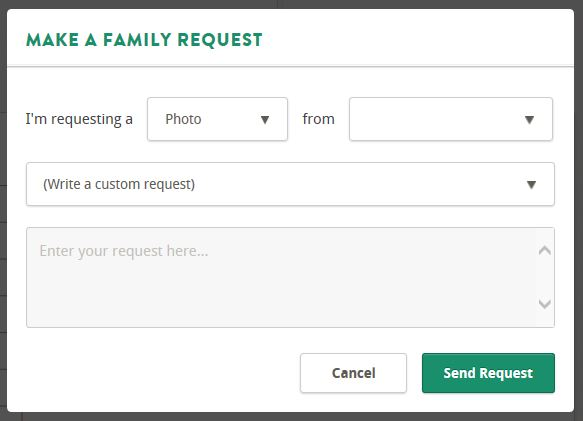 MAKE A FAMILY REQUEST
I'm requesting a Photo from
(Write a custom request)
Enter your request here...
Cancel Send Request